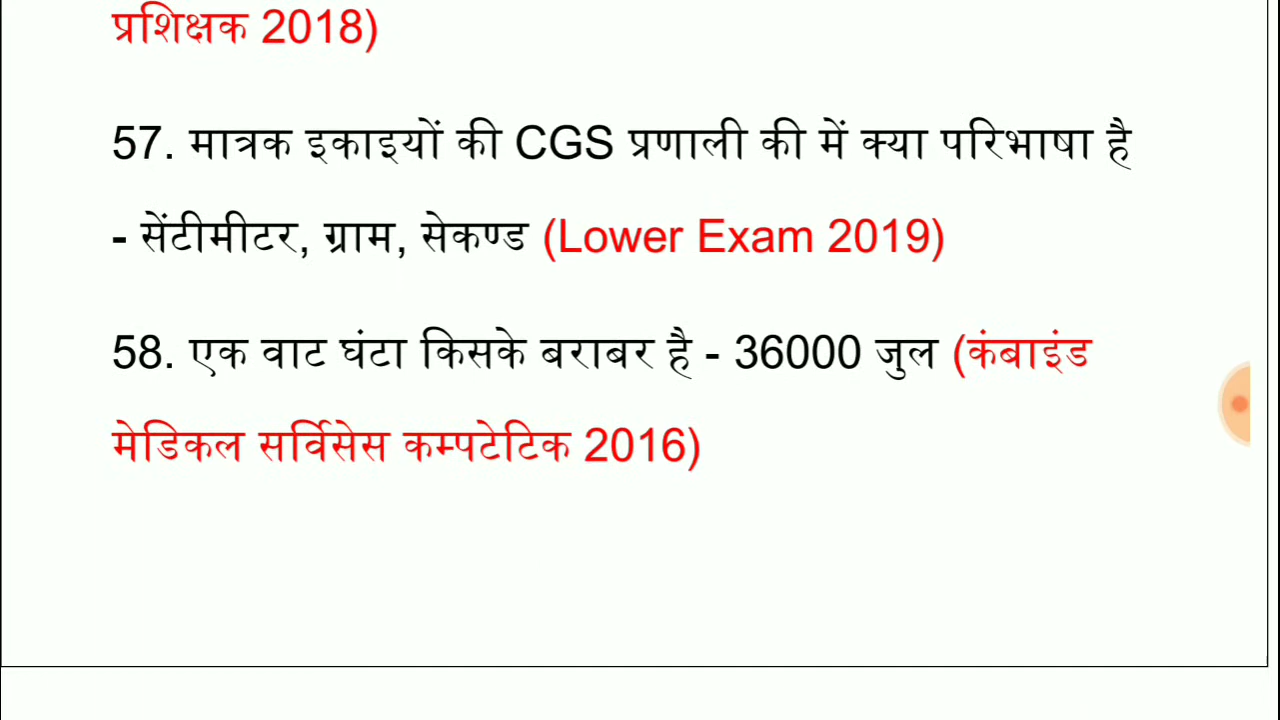 प्रशिक्षक 2018)
57. मात्रक इकाइयों की CGS प्रणाली की में क्या परिभाषा है
- सेंटीमीटर, ग्राम, सेकण्ड (Lower Exam 2019)
58. एक वाट घंटा किसके बराबर है - 36000 जुल (कंबाइंड
मेडिकल सर्विसेस कम्पटेटिक 2016)